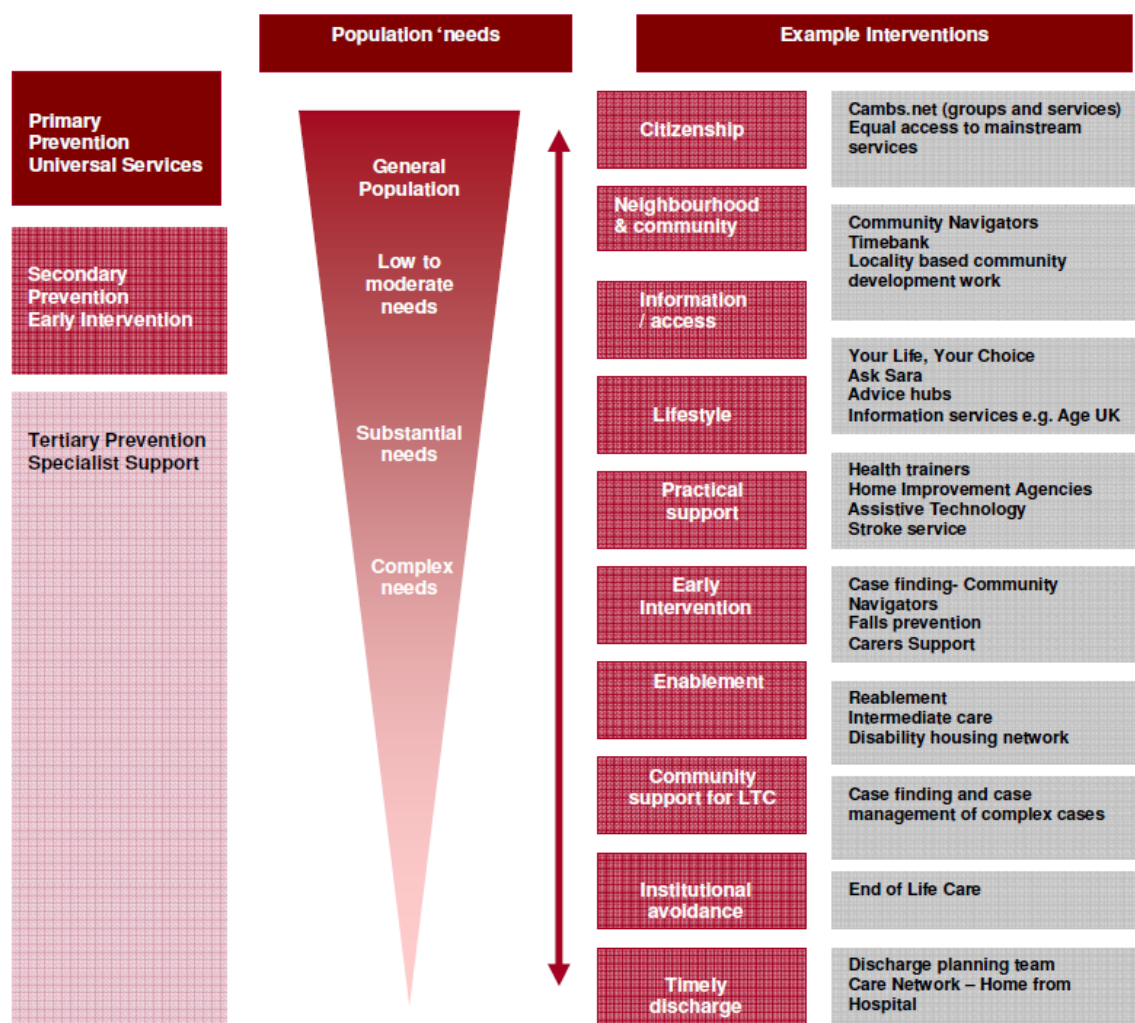 Population ‘needs
Example Interventions
Primary
Prevention
Universal Services
Secondary
Prevention
Early Intervention
Tertiary Prevention
Specialist Support
General
Population
Low to
moderate
needs
Substantial
needs
Complex
needs
Citizenship
Neighbourhood
& community
Information
/ access
Lifestyle
Practical
support
Early
Intervention
Enablement
Community
support for LTC
Institutional
avoidance
Timely
discharge
Cambs.net (groups and services)
Equal access to mainstream
services
Community Navigators
Timebank
Locality based community
development work
Your Life, Your Choice
Ask Sara
Advice hubs
Information services e.g. Age UK
Health trainers
Home Improvement Agencies
Assistive Technology
Stroke service
Case finding- Community
Navigators
Falls prevention
Carers Support
Reablement
Intermediate care
Disability housing network
Case finding and case
management of complex cases
End of Life Care
Discharge planning team
Care Network – Home from
Hospital